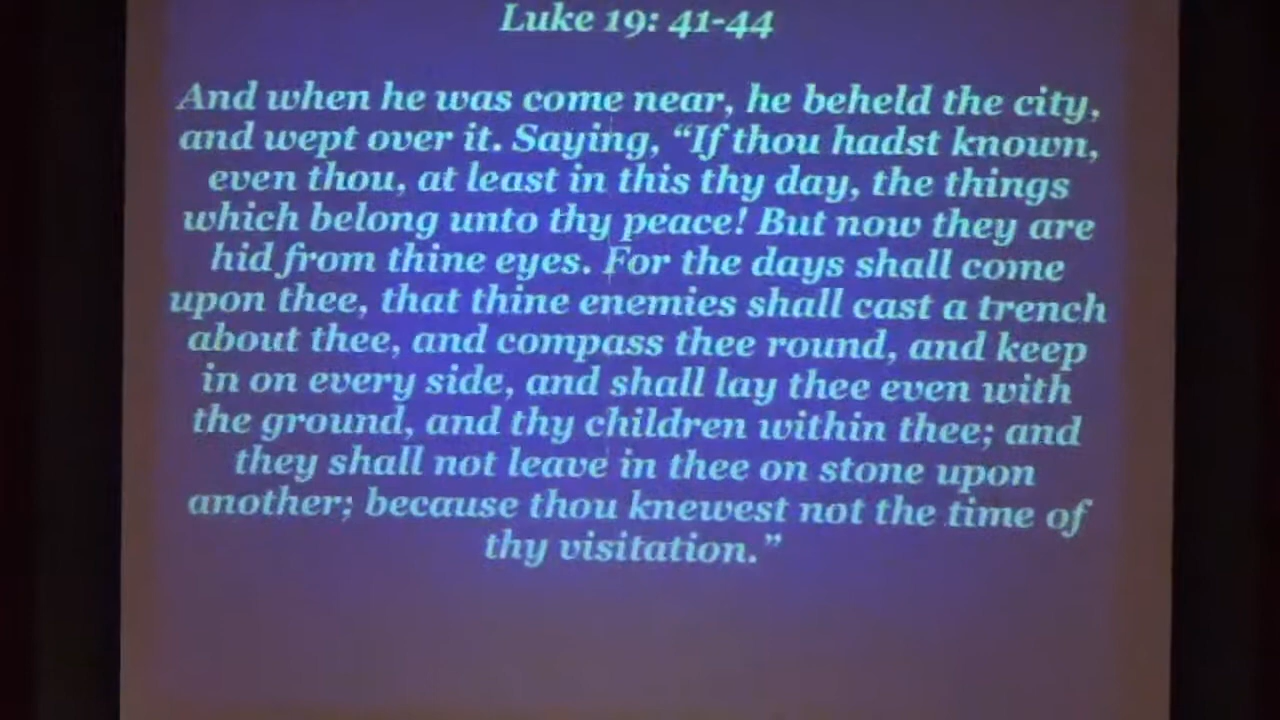 Luke 19: 41-44
And when he was come near, he beheld the city,
and wept over it. Saying, “If thou hadst known,
even thou, at least in this thy day, the things
which belong unto thy peace! But now they are
hid from thine eyes. For the days shall come
upon thee, that thine enemies shall cast a trench
about thee, and compass thee round, and keep
in on every side, and shall lay thee even with
the ground, and thy children within thee; and
they shall not leave in thee on stone upon
another; because thou knewest not the time of
thy visitation.”